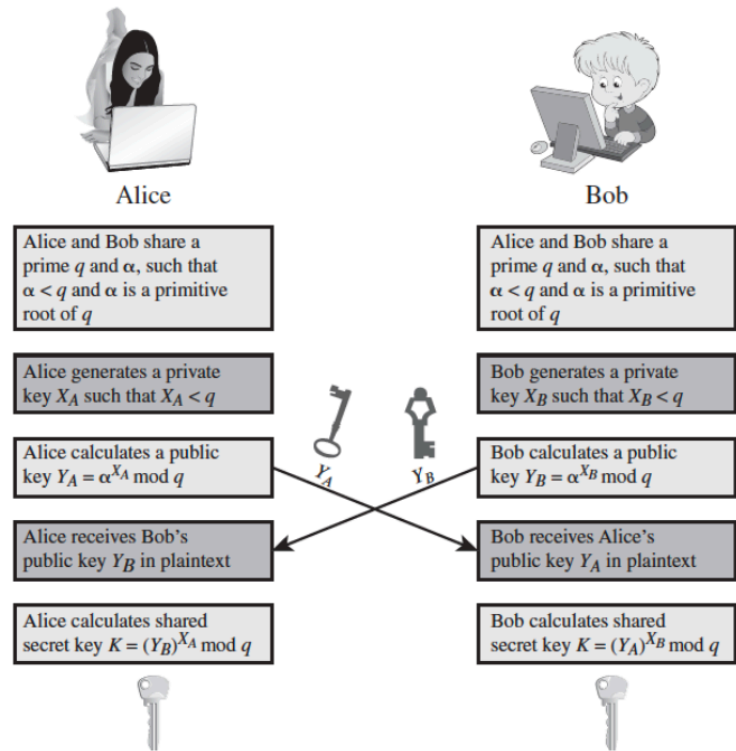 Alice
Alice and Bob share a
prime q and α, such that
α < q and α is a primitive
root of q
Alice generates a private
key X_A such that X_A < q
Alice calculates a public
key Y_A = α^{X_A} mod q
Alice receives Bob's
public key Y_B in plaintext
Alice calculates shared
secret key K = (Y_B)^{X_A} mod q
Y_A
Y_B
Bob
Alice and Bob share a
prime q and α, such that
α < q and α is a primitive
root of q
Bob generates a private
key X_B such that X_B < q
Bob calculates a public
key Y_B = α^{X_B} mod q
Bob receives Alice's
public key Y_A in plaintext
Bob calculates shared
secret key K = (Y_A)^{X_B} mod q